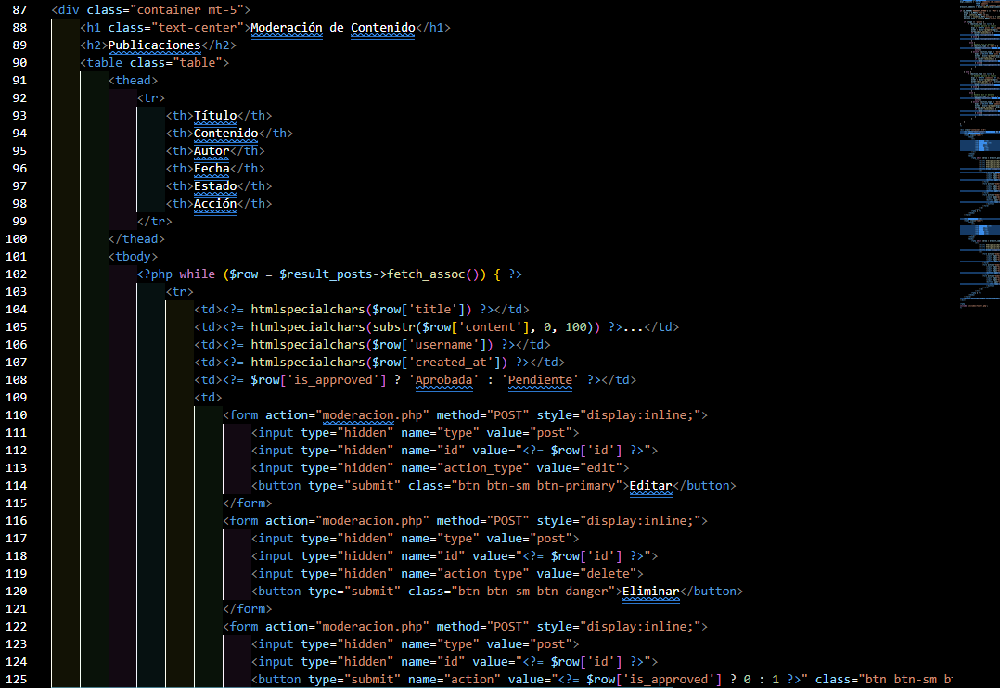 87 <div class="container mt-5">
88 <h1 class="text-center">Moderación de Contenido</h1>
89 <h2>Publicaciones</h2>
90 <table class="table">
91 <thead>
92 <tr>
93 <th>Título</th>
94 <th>Contenido</th>
95 <th>Autor</th>
96 <th>Fecha</th>
97 <th>Estado</th>
98 <th>Acción</th>
99 </tr>
100 </thead>
101 <tbody>
102 <?php while ($row = $result_posts->fetch_assoc()) { ?>
103 <tr>
104 <td><?= htmlspecialchars($row['title']) ?></td>
105 <td><?= htmlspecialchars(substr($row['content'], 0, 100)) ?>...</td>
106 <td><?= htmlspecialchars($row['username']) ?></td>
107 <td><?= htmlspecialchars($row['created_at']) ?></td>
108 <td><?= $row['is_approved'] ? 'Aprobada' : 'Pendiente' ?></td>
109 <td>
110 <form action="moderacion.php" method="POST" style="display:inline;">
111 <input type="hidden" name="type" value="post">
112 <input type="hidden" name="id" value="<?= $row['id'] ?>">
113 <input type="hidden" name="action_type" value="edit">
114 <button type="submit" class="btn btn-sm btn-primary">Editar</button>
115 </form>
116 <form action="moderacion.php" method="POST" style="display:inline;">
117 <input type="hidden" name="type" value="post">
118 <input type="hidden" name="id" value="<?= $row['id'] ?>">
119 <input type="hidden" name="action_type" value="delete">
120 <button type="submit" class="btn btn-sm btn-danger">Eliminar</button>
121 </form>
122 <form action="moderacion.php" method="POST" style="display:inline;">
123 <input type="hidden" name="type" value="post">
124 <input type="hidden" name="id" value="<?= $row['id'] ?>">
125 <button type="submit" name="action" value="<?= $row['is_approved'] ? 0 : 1 ?>" class="btn btn-sm